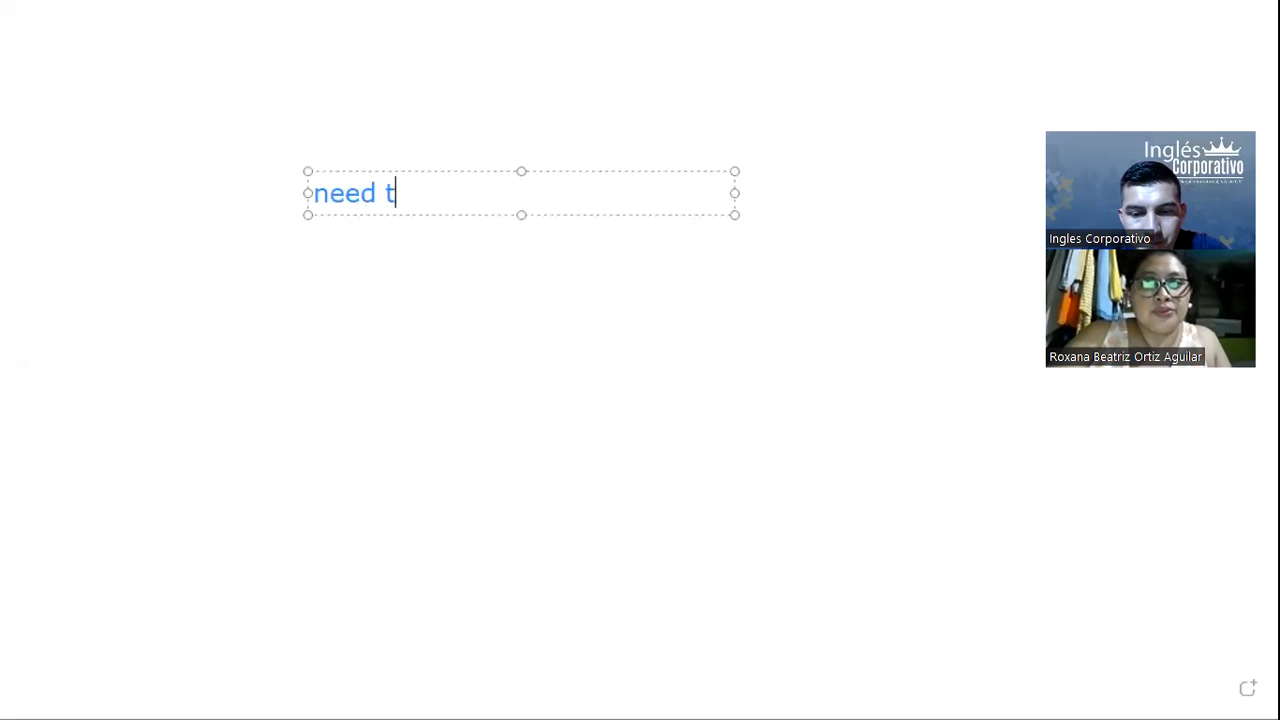 need t
Inglés
Corporativo
Ingles Corporativo
Roxana Beatriz Ortiz Aguilar